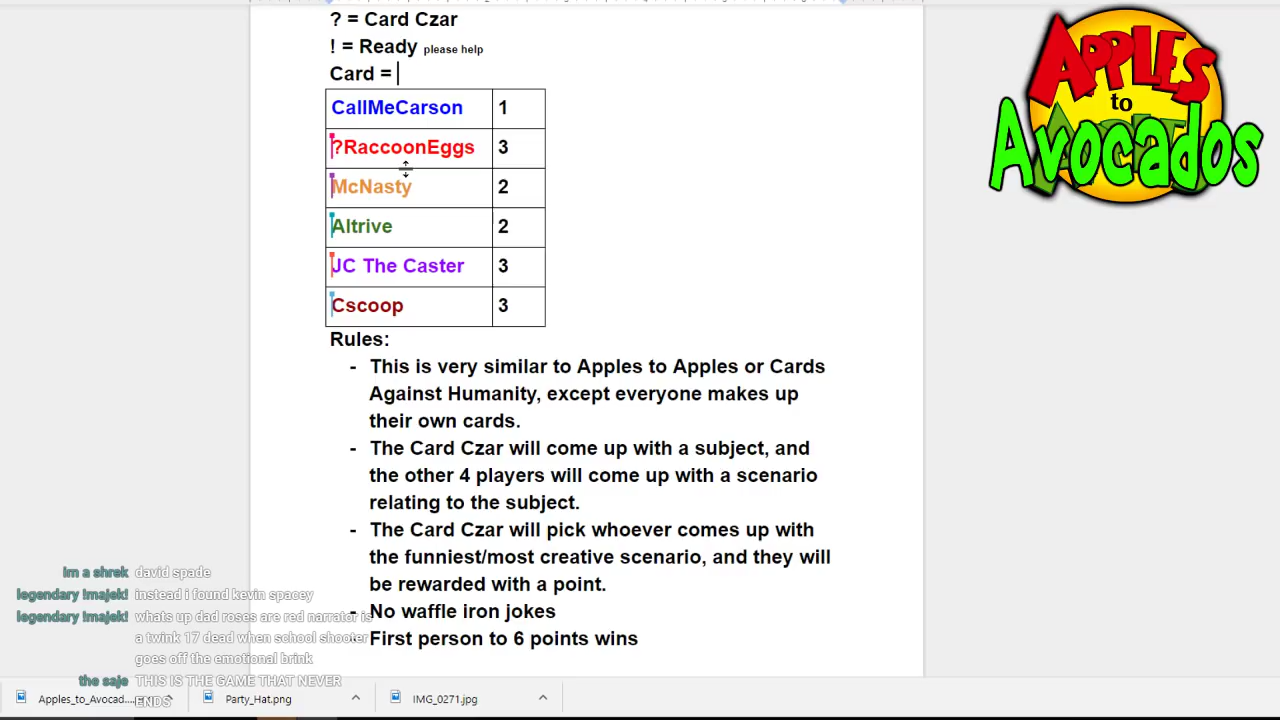 ? = Card Czar
! = Ready please help
Card =
CallMeCarson 1
?RaccoonEggs 3
McNasty 2
Altrive 2
JC The Caster 3
Cscoop 3
Rules:
- This is very similar to Apples to Apples or Cards
Against Humanity, except everyone makes up
their own cards.
- The Card Czar will come up with a subject, and
the other 4 players will come up with a scenario
relating to the subject.
- The Card Czar will pick whoever comes up with
the funniest/most creative scenario, and they will
be rewarded with a point.
- No waffle iron jokes
- First person to 6 points wins
APPLES
to
Avocados
Im a shrek david spade
legendary !majek! instead i found kevin spacey
legendary !majek! whats up dad roses are red narrator is
a twink 17 dead when school shooter
goes off the emotional brink
the saje THIS IS THE GAME THAT NEVER
ENDS
Apples_to_Avocad...
Party_Hat.png
IMG_0271.jpg